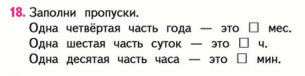 18. Заполни пропуски.
Одна четвёртая часть года — это □ мес.
Одна шестая часть суток — это □ ч.
Одна десятая часть часа — это □ мин.